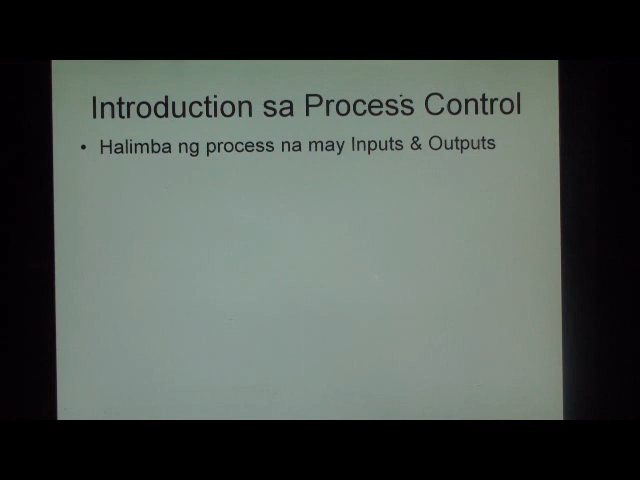 Introduction sa Process Control
• Halimba ng process na may Inputs & Outputs